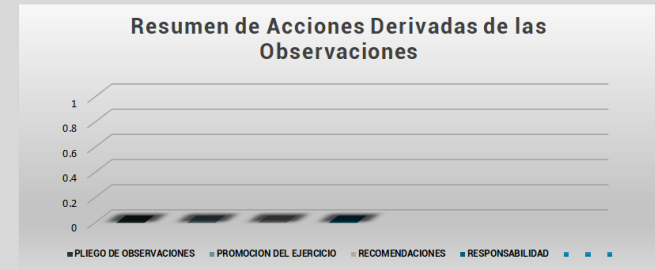 Resumen de Acciones Derivadas de las
Observaciones
1
0.8
0.6
0.4
0.2
0
PLIEGO DE OBSERVACIONES PROMOCION DEL EJERCICIO RECOMENDACIONES RESPONSABILIDAD